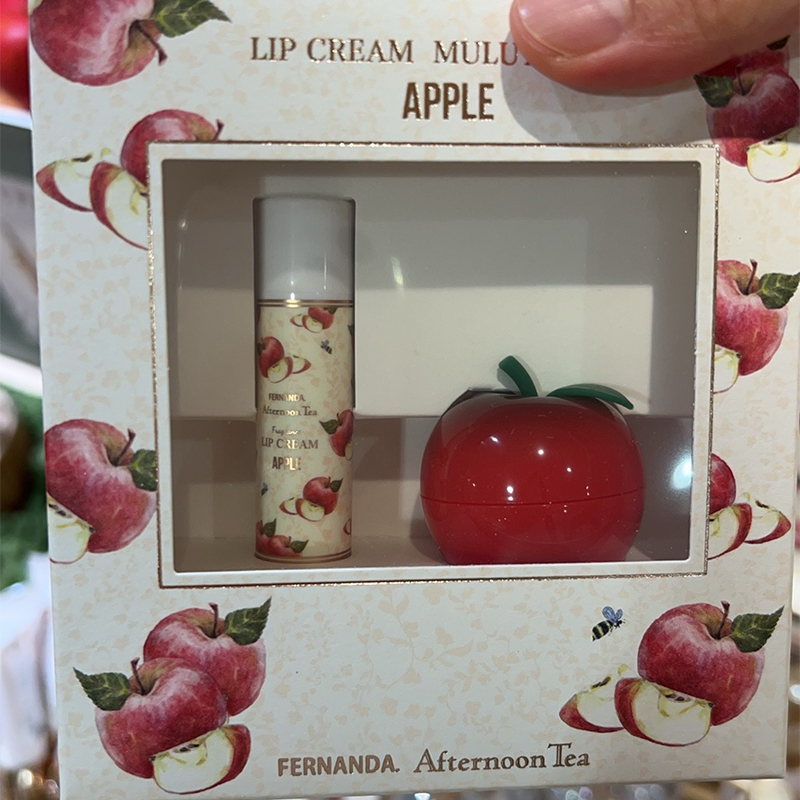 LIP CREAM
APPLE
FERNANDA.
Afternoon Tea
LIP CREAM
APPLE
FERNANDA. Afternoon Tea